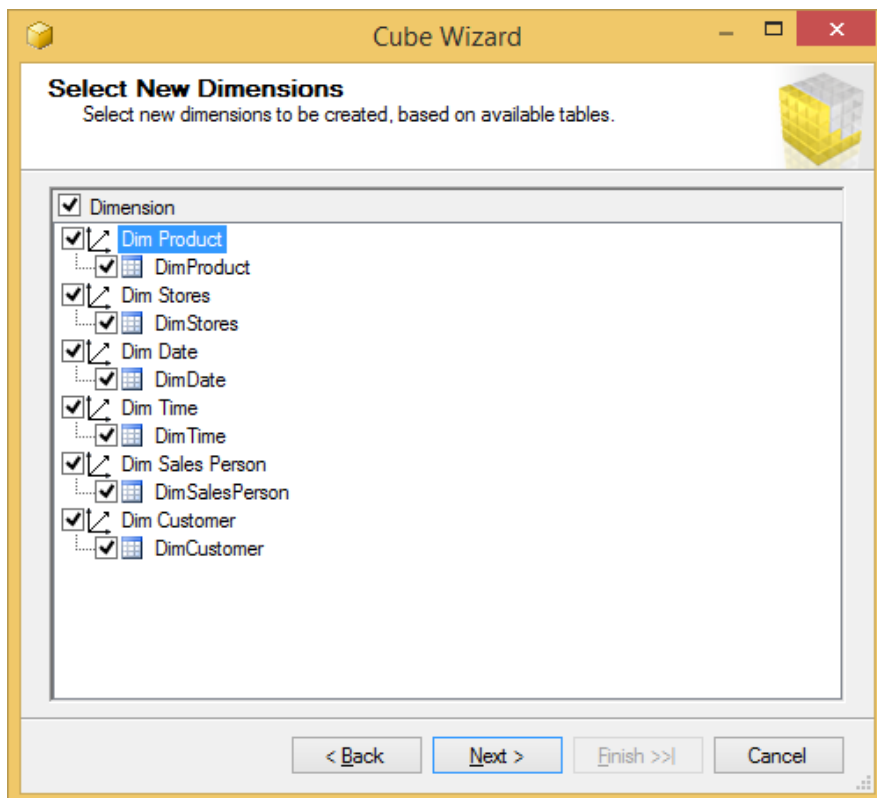 Cube Wizard
Select New Dimensions
Select new dimensions to be created, based on available tables.
Dimension
Dim Product
DimProduct
Dim Stores
DimStores
Dim Date
DimDate
Dim Time
DimTime
Dim Sales Person
DimSalesPerson
Dim Customer
DimCustomer
< Back Next > Finish >>| Cancel